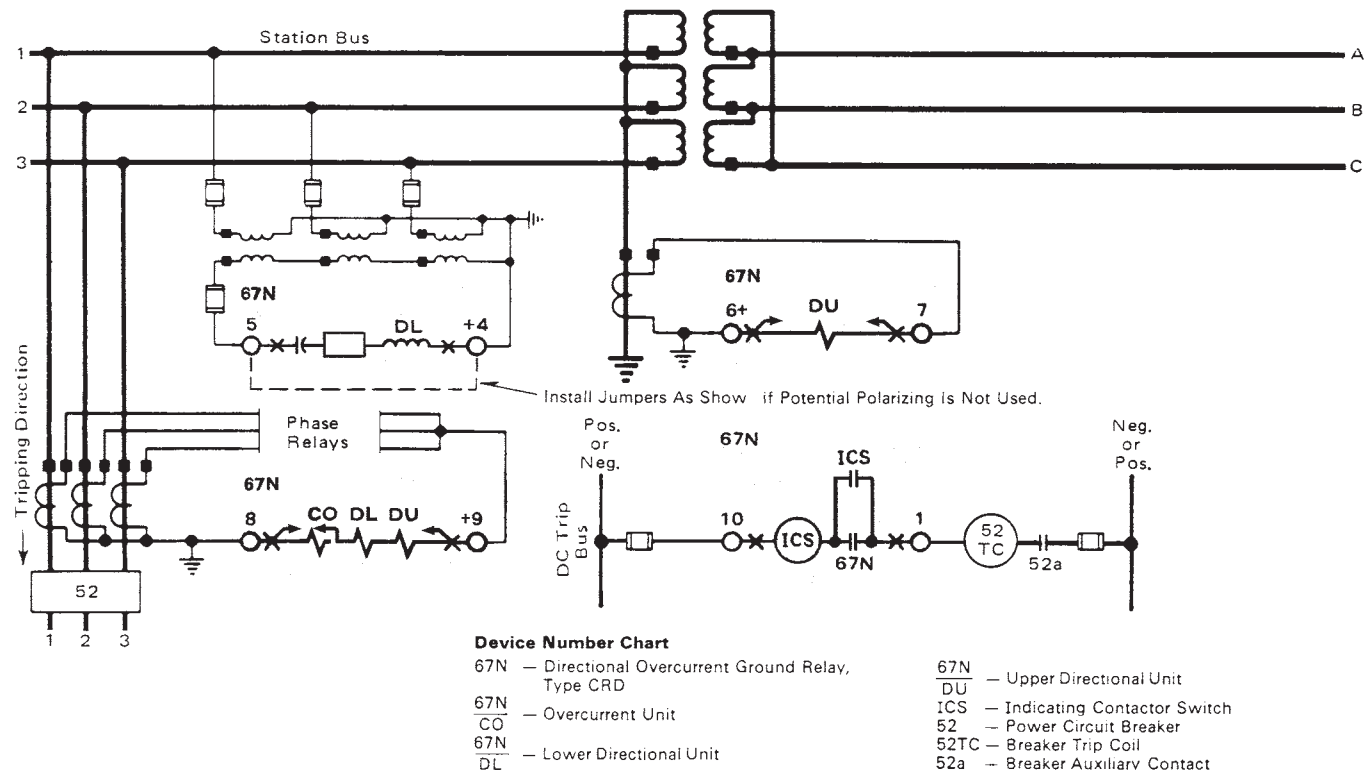 Station Bus
1
A
2
B
3
C
67N
67N
5
DL
+4
6+
DU
7
Install Jumpers As Show if Potential Polarizing is Not Used.
Tripping Direction
Phase
Relays
67N
8
CO
DL
DU
+9
52
1
2
3
Pos.
or
Neg.
67N
Neg.
or
Pos.
ICS
DC Trip
Bus
10
ICS
67N
1
52
TC
52a
Device Number Chart
67N — Directional Overcurrent Ground Relay,
Type CRD
67N
CO — Overcurrent Unit
67N
DL — Lower Directional Unit
67N
DU — Upper Directional Unit
ICS — Indicating Contactor Switch
52 — Power Circuit Breaker
52TC — Breaker Trip Coil
52a — Breaker Auxiliary Contact